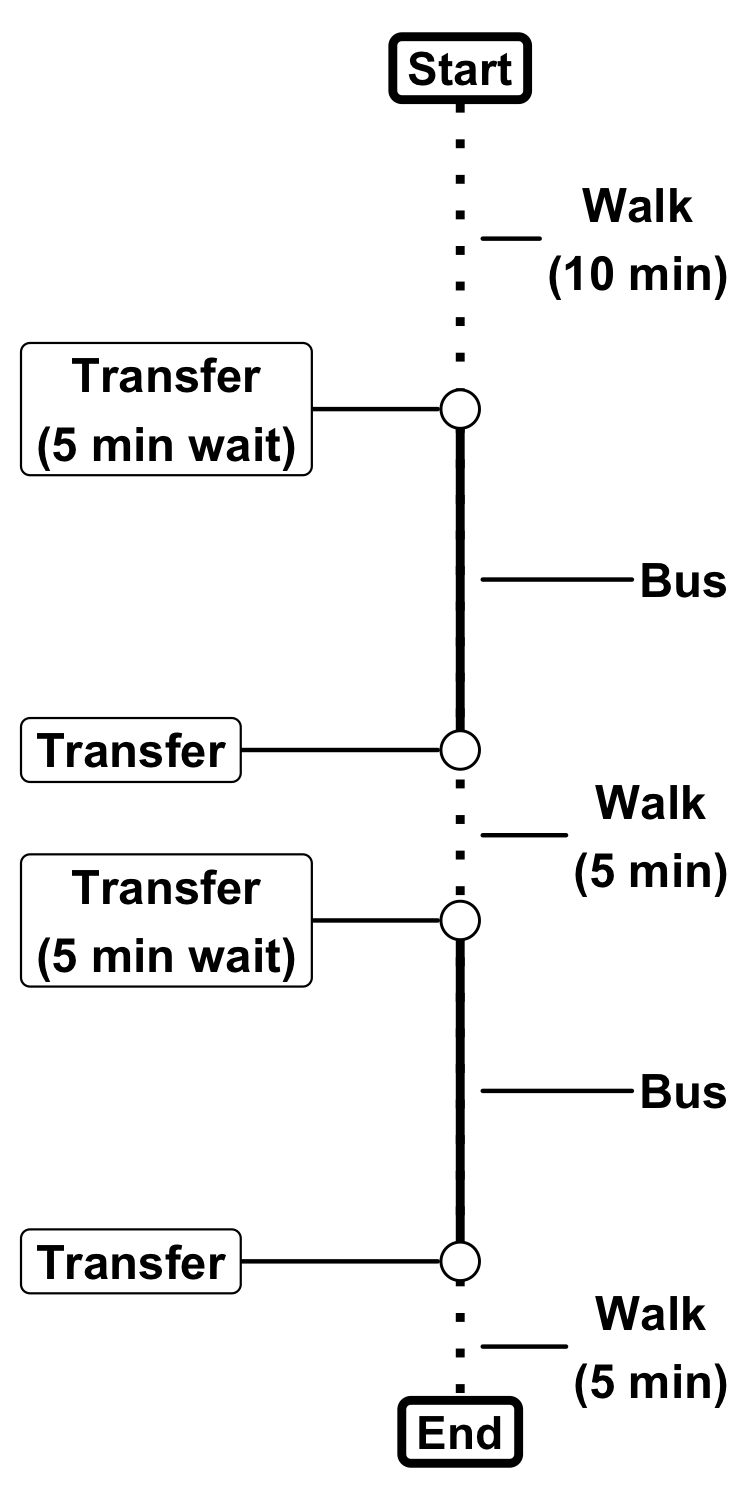 Start
Walk
(10 min)
Transfer
(5 min wait)
Bus
Transfer
Walk
(5 min)
Transfer
(5 min wait)
Bus
Transfer
Walk
(5 min)
End